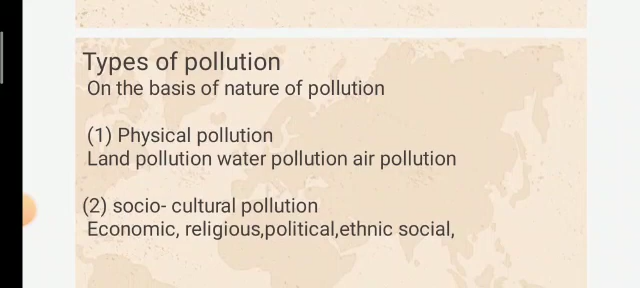 Types of pollution
On the basis of nature of pollution
(1) Physical pollution
Land pollution water pollution air pollution
(2) socio- cultural pollution
Economic, religious,political,ethnic social,